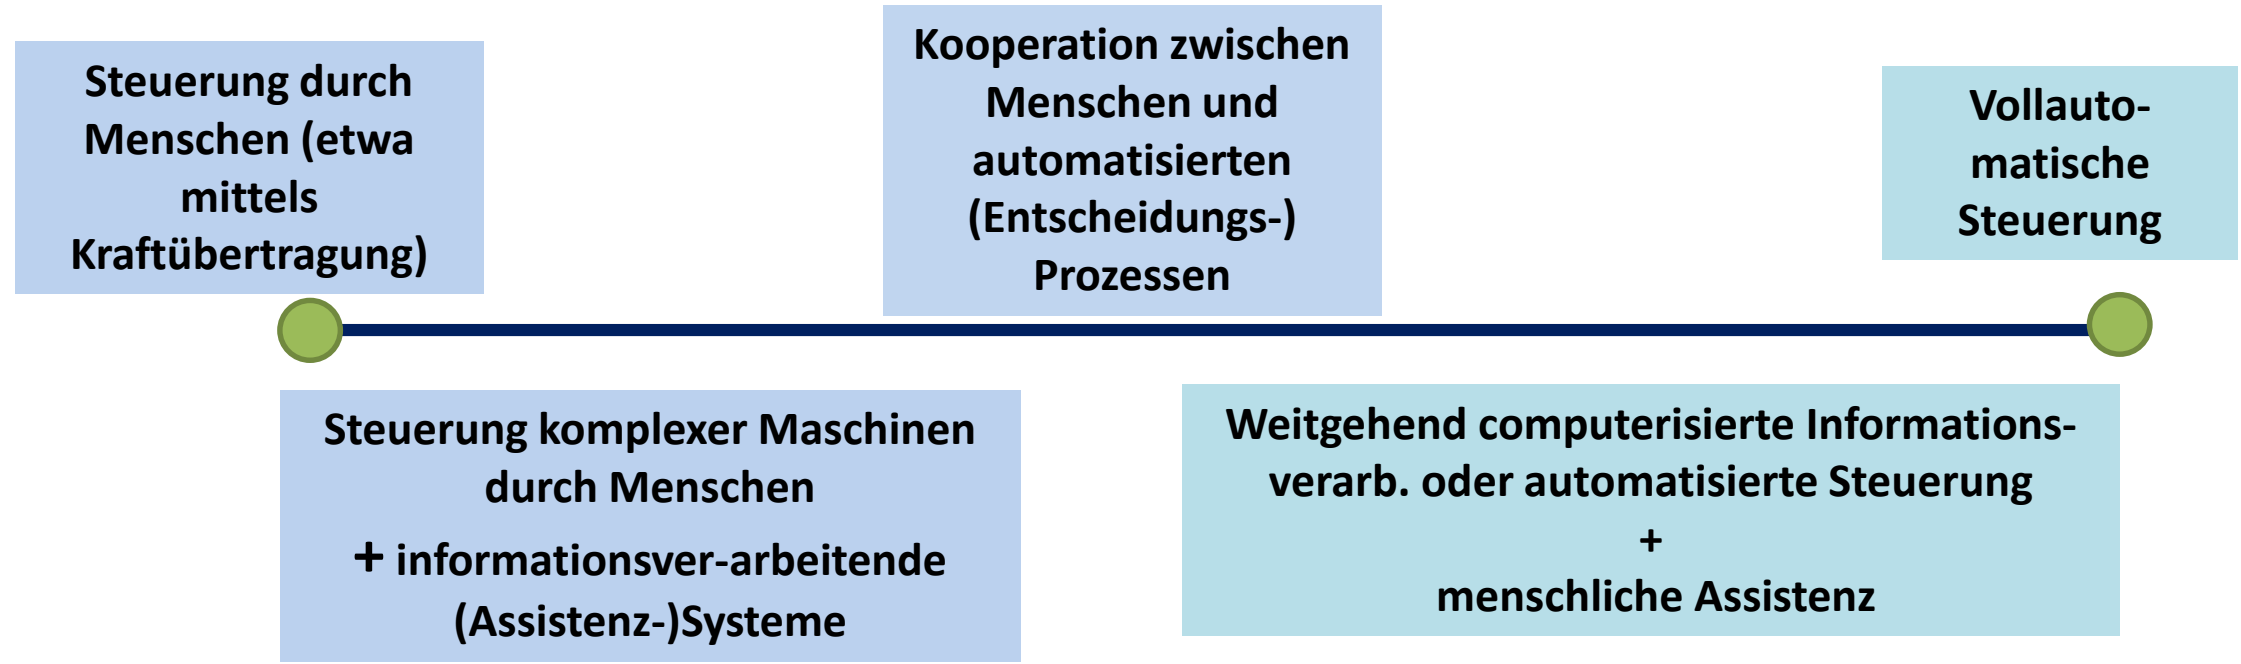 Steuerung durch
Menschen (etwa
mittels
Kraftübertragung)
Kooperation zwischen
Menschen und
automatisierten
(Entscheidungs-)
Prozessen
Vollauto-
matische
Steuerung
Steuerung komplexer Maschinen
durch Menschen
+ informationsver-arbeitende
(Assistenz-)Systeme
Weitgehend computerisierte Informations-
verarb. oder automatisierte Steuerung
+
menschliche Assistenz